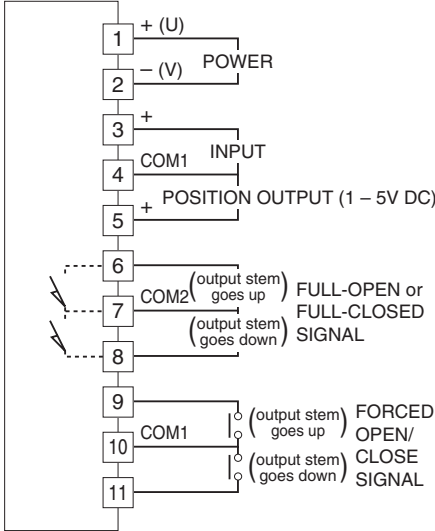 1 + (U)
POWER
2 – (V)
3 +
INPUT
4 COM1
POSITION OUTPUT (1 – 5V DC)
5 +
6
(output stem goes up)
7 COM2
FULL-OPEN or
FULL-CLOSED
SIGNAL
(output stem goes down)
8
9
(output stem goes up)
10 COM1
FORCED
OPEN/
CLOSE
SIGNAL
(output stem goes down)
11